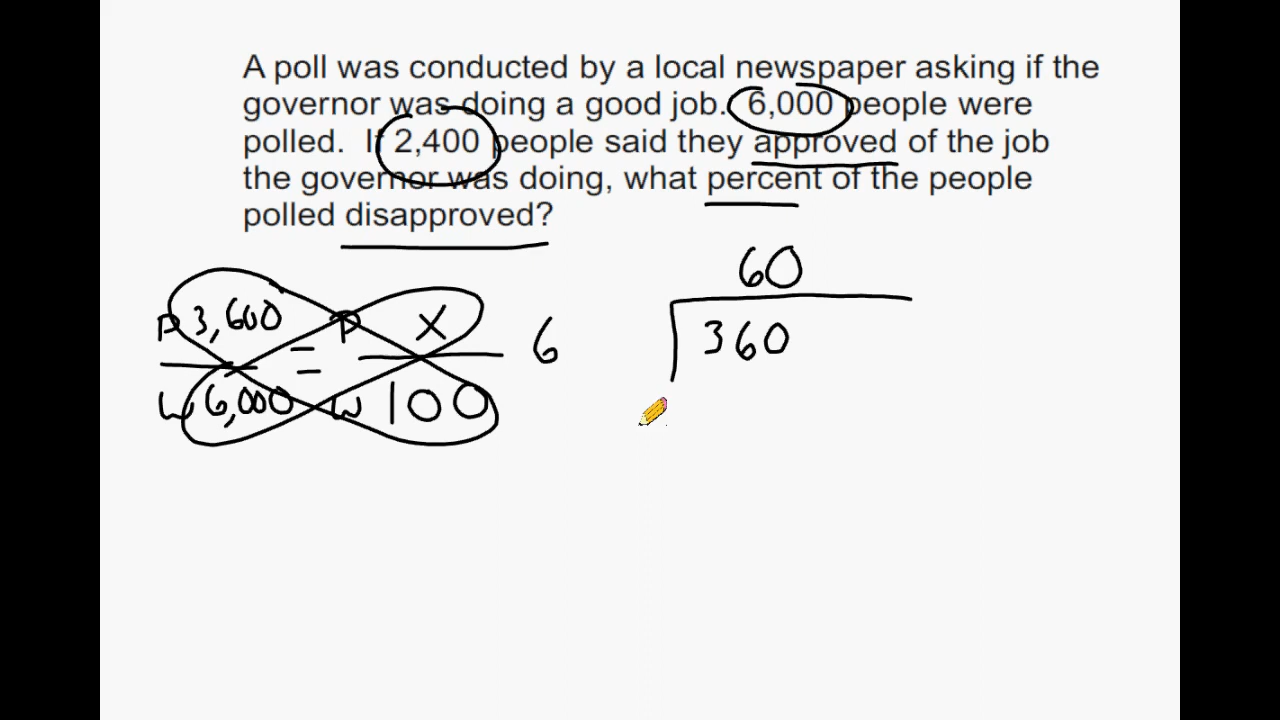 A poll was conducted by a local newspaper asking if the
governor was doing a good job. 6,000 people were
polled. If 2,400 people said they approved of the job
the governor was doing, what percent of the people
polled disapproved?
60
P 3,600 = P X 6 360
W 6,000 W 100